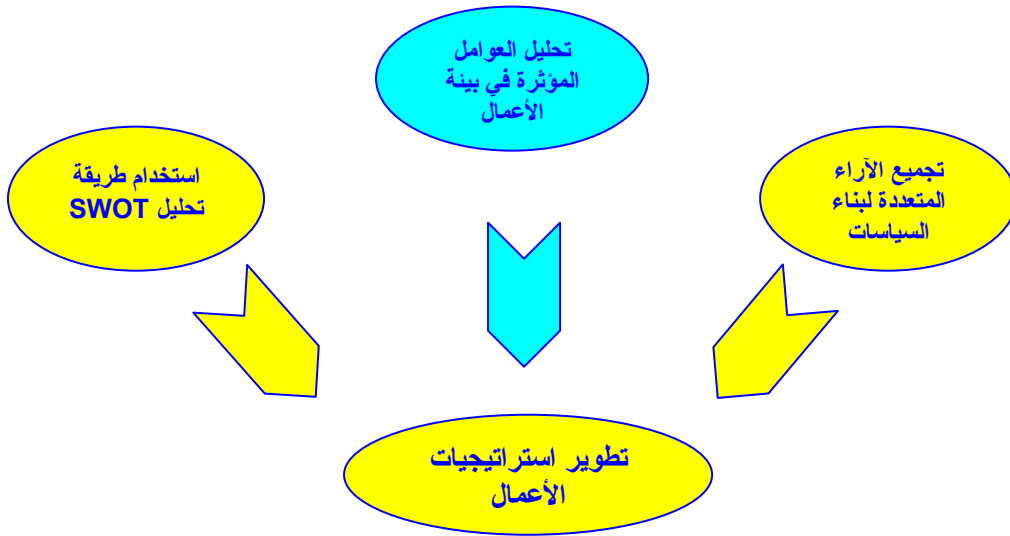 تحليل العوامل
المؤثرة في بيئة
الأعمال
تجميع الآراء
المتعددة لبناء
السياسات
استخدام طريقة
تحليل SWOT
تطوير استراتيجيات
الأعمال